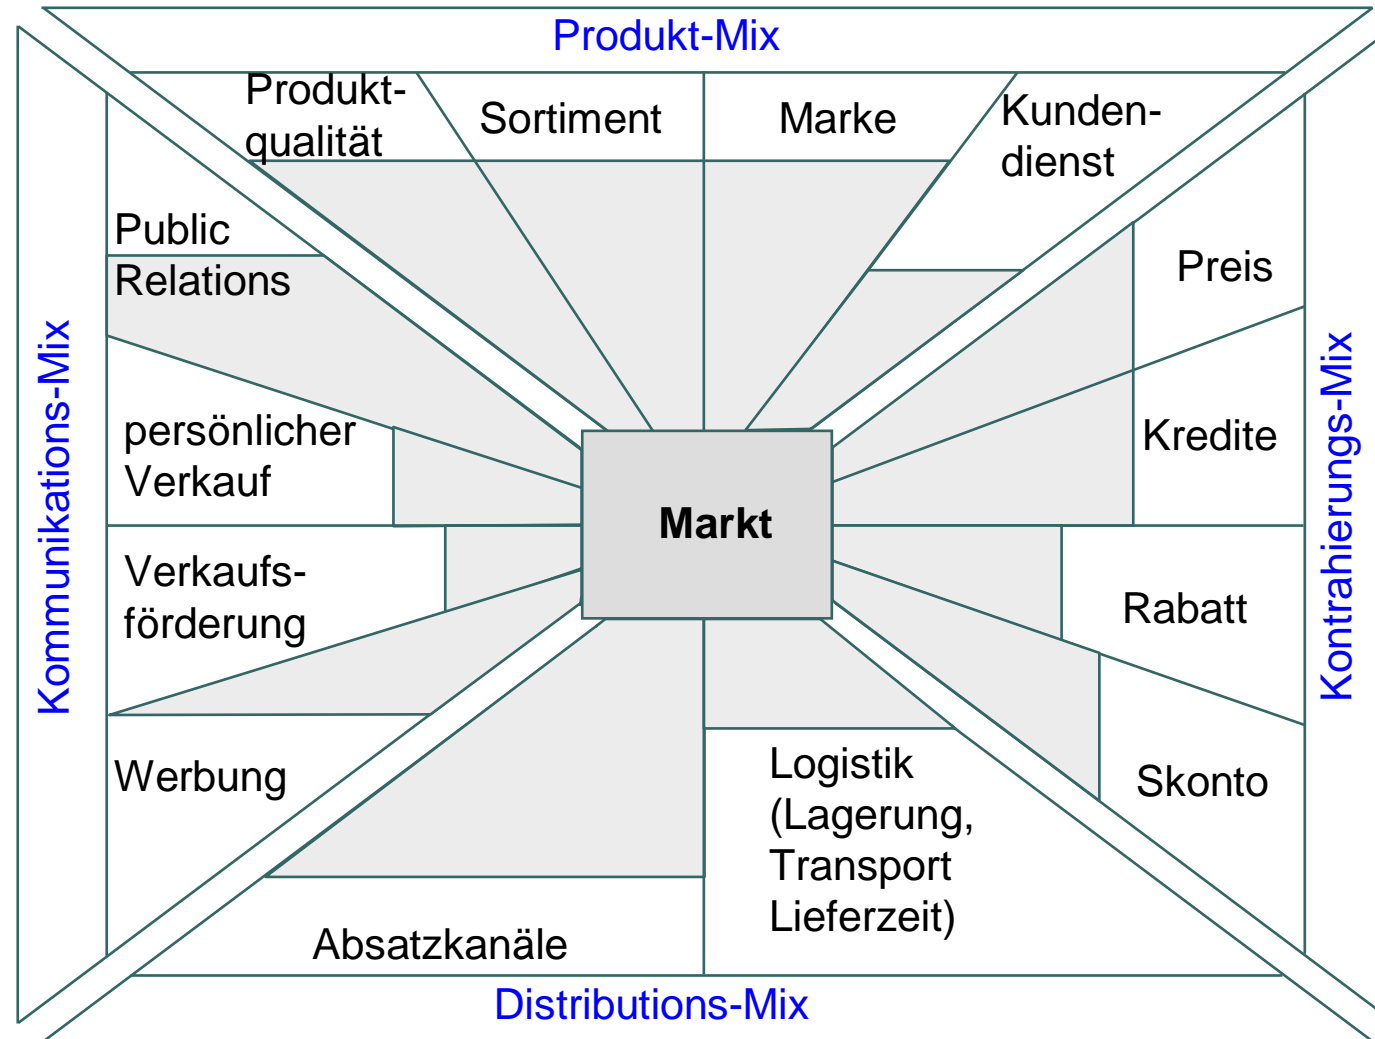 Produkt-Mix
Produkt-
qualität
Sortiment
Marke
Kunden-
dienst
Public
Relations
persönlicher
Verkauf
Verkaufs-
förderung
Werbung
Kommunikations-Mix
Markt
Preis
Kredite
Rabatt
Skonto
Kontrahierungs-Mix
Logistik
(Lagerung,
Transport
Lieferzeit)
Absatzkanäle
Distributions-Mix